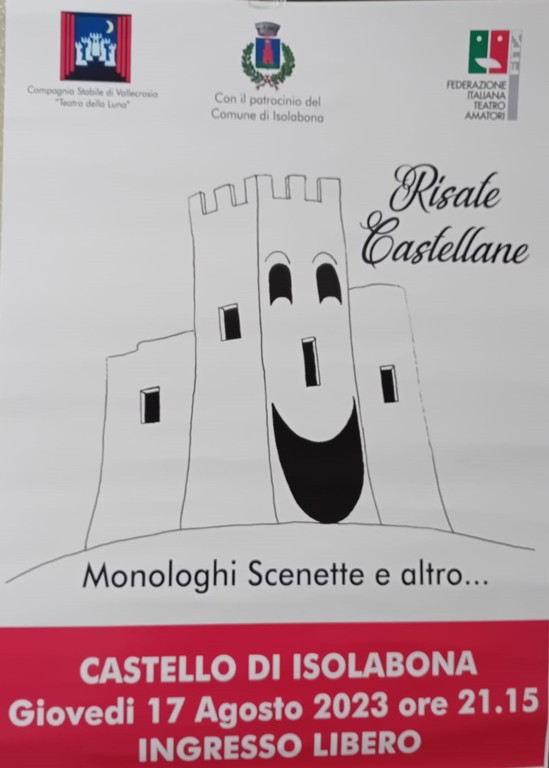 Compagnia Stabile di Vallecrosia
"Teatro della Luna"
Con il patrocinio del
Comune di Isolabona
FEDERAZIONE
ITALIANA
TEATRO
AMATORI
Risate
Castellane
Monologhi Scenette e altro...
CASTELLO DI ISOLABONA
Giovedi 17 Agosto 2023 ore 21.15
INGRESSO LIBERO